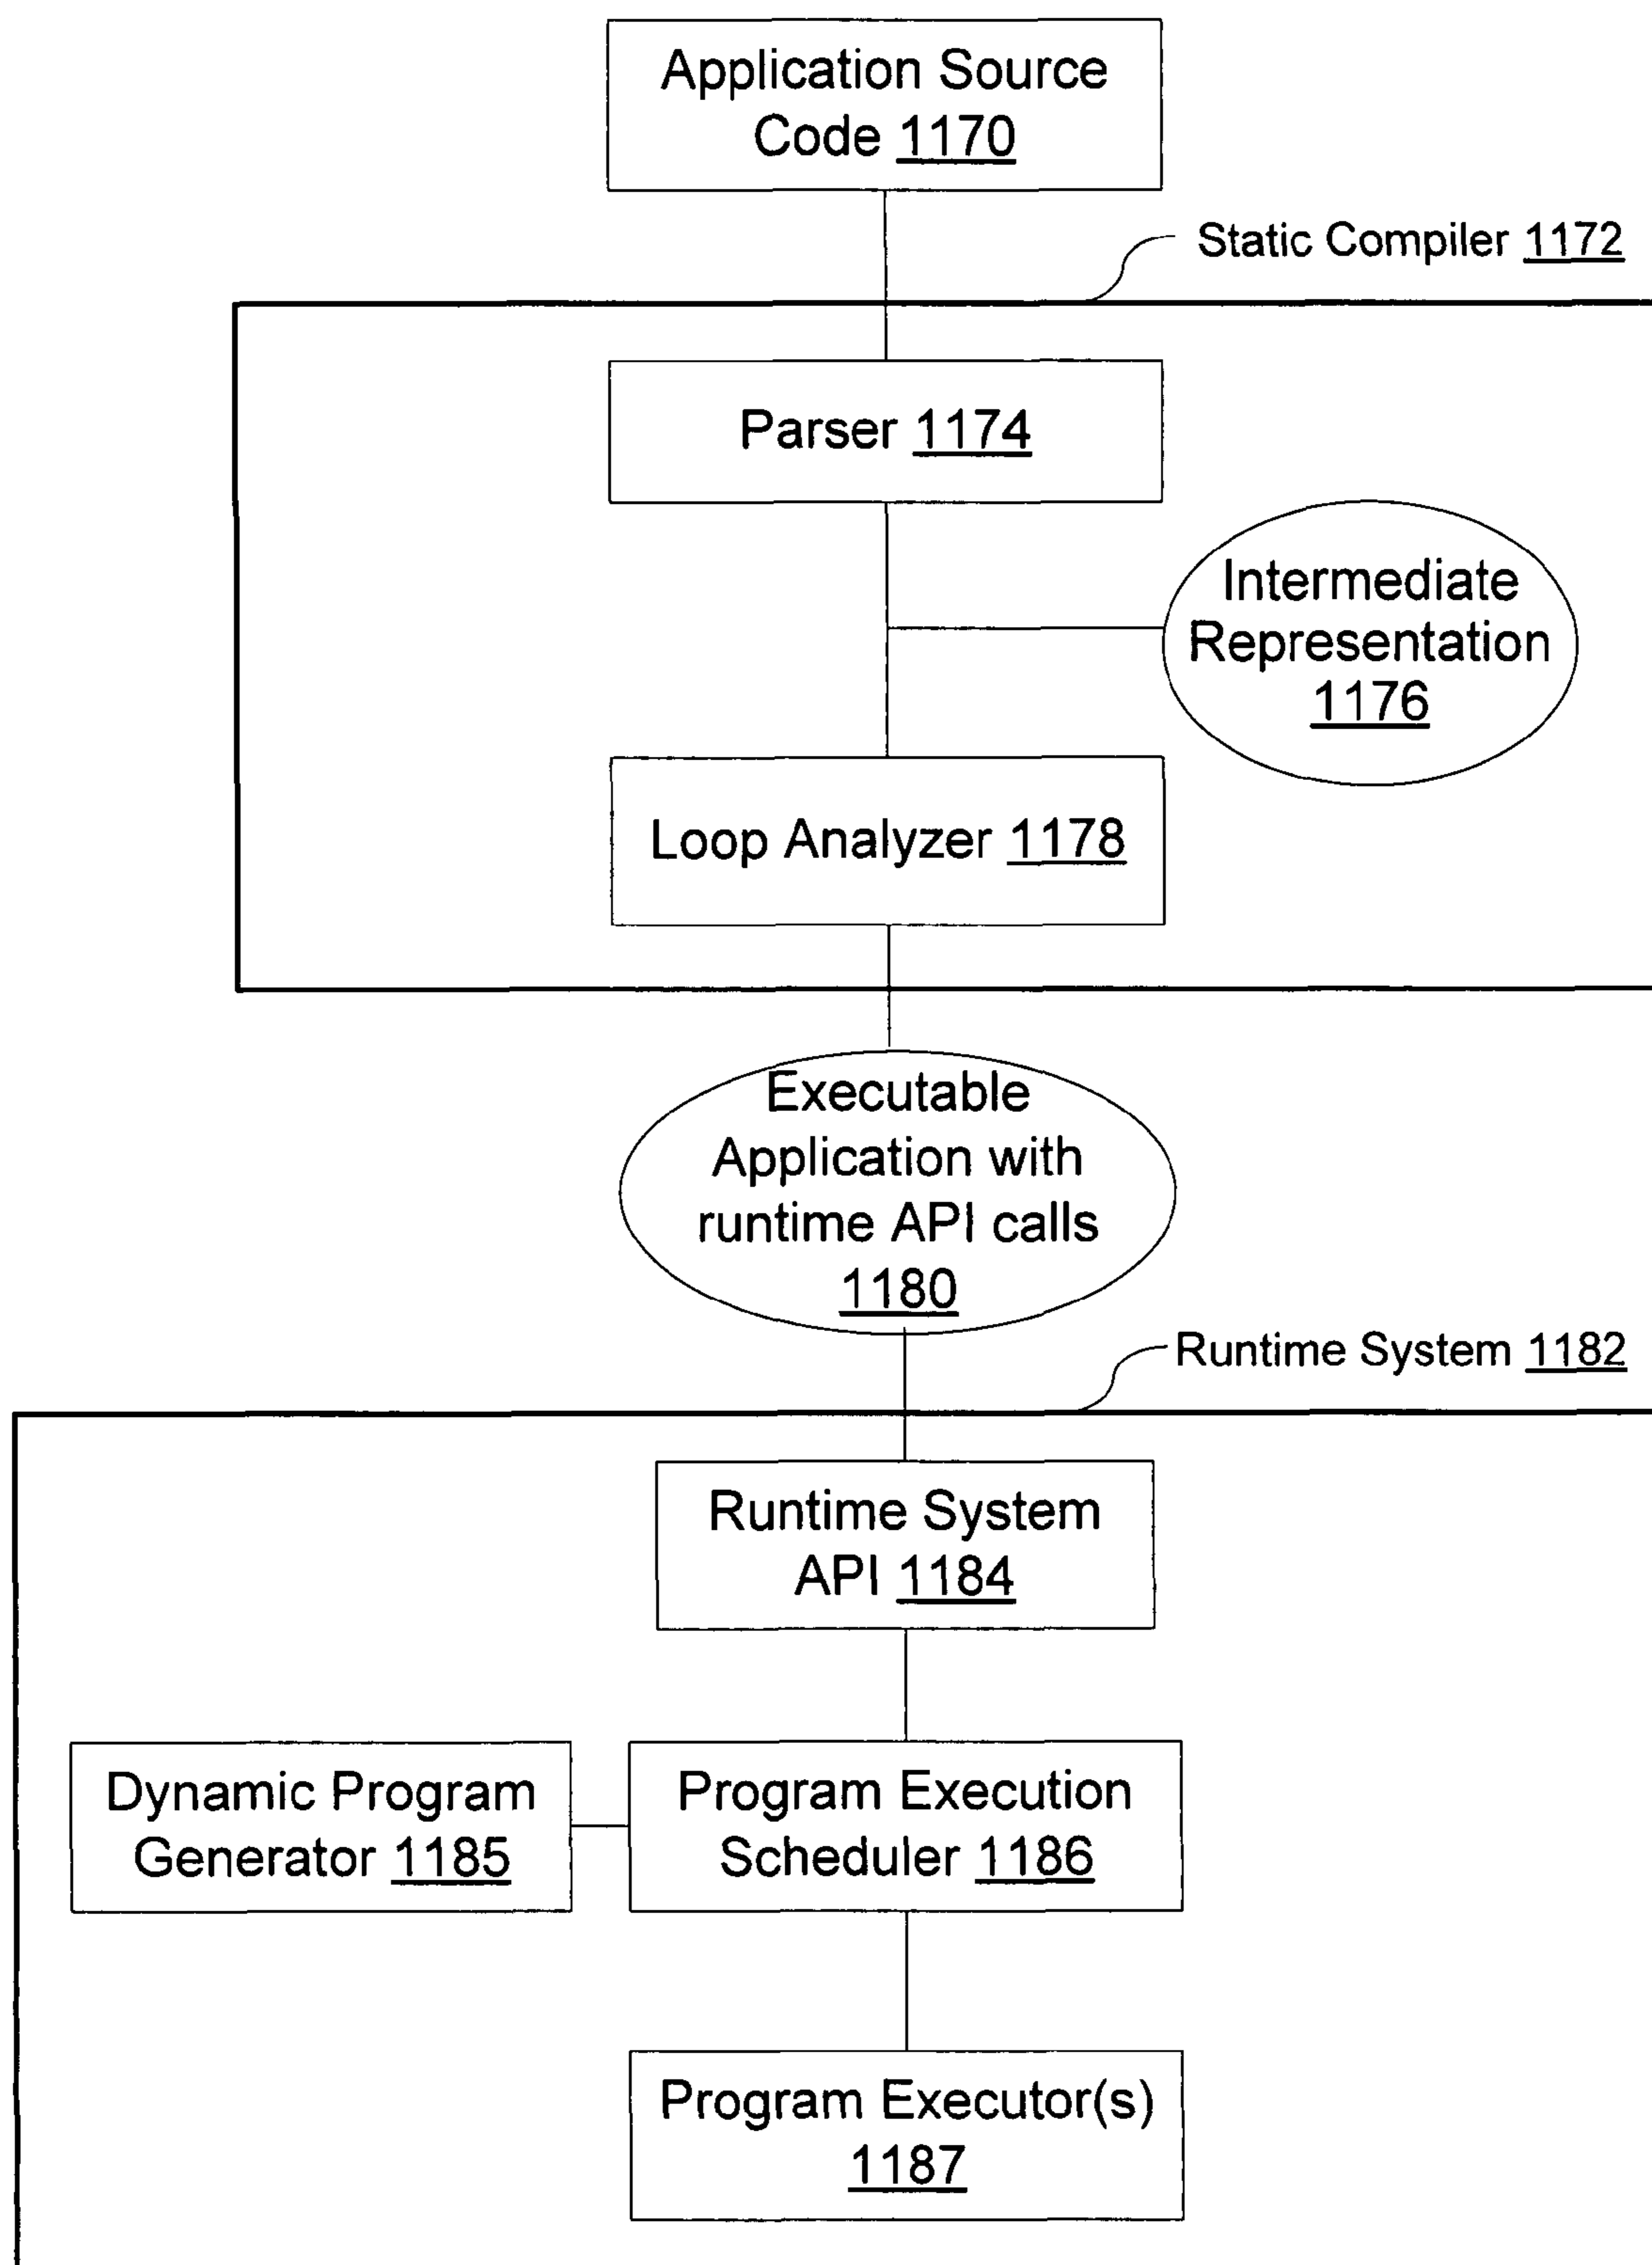 Application Source
Code 1170
Static Compiler 1172
Parser 1174
Intermediate
Representation
1176
Loop Analyzer 1178
Executable
Application with
runtime API calls
1180
Runtime System 1182
Runtime System
API 1184
Dynamic Program
Generator 1185
Program Execution
Scheduler 1186
Program Executor(s)
1187